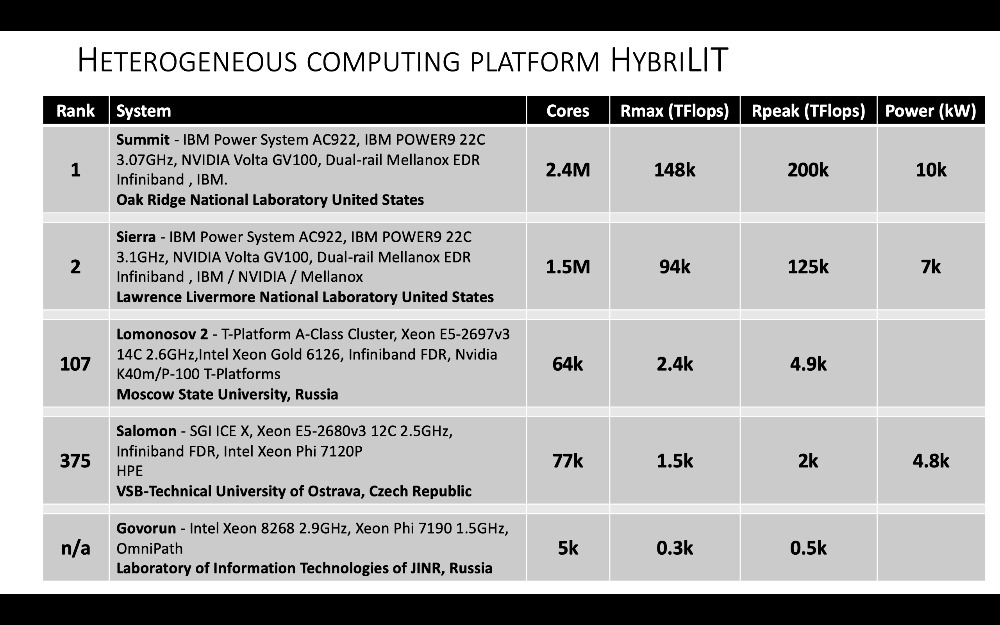 Heterogeneous computing platform HybriLIT
Rank System Cores Rmax (TFlops) Rpeak (TFlops) Power (kW)
1
Summit - IBM Power System AC922, IBM POWER9 22C
3.07GHz, NVIDIA Volta GV100, Dual-rail Mellanox EDR
Infiniband , IBM.
Oak Ridge National Laboratory United States
2.4M 148k 200k 10k
2
Sierra - IBM Power System AC922, IBM POWER9 22C
3.1GHz, NVIDIA Volta GV100, Dual-rail Mellanox EDR
Infiniband , IBM / NVIDIA / Mellanox
Lawrence Livermore National Laboratory United States
1.5M 94k 125k 7k
107
Lomonosov 2 - T-Platform A-Class Cluster, Xeon E5-2697v3
14C 2.6GHz,Intel Xeon Gold 6126, Infiniband FDR, Nvidia
K40m/P-100 T-Platforms
Moscow State University, Russia
64k 2.4k 4.9k
375
Salomon - SGI ICE X, Xeon E5-2680v3 12C 2.5GHz,
Infiniband FDR, Intel Xeon Phi 7120P
HPE
VSB-Technical University of Ostrava, Czech Republic
77k 1.5k 2k 4.8k
n/a
Govorun - Intel Xeon 8268 2.9GHz, Xeon Phi 7190 1.5GHz,
OmniPath
Laboratory of Information Technologies of JINR, Russia
5k 0.3k 0.5k